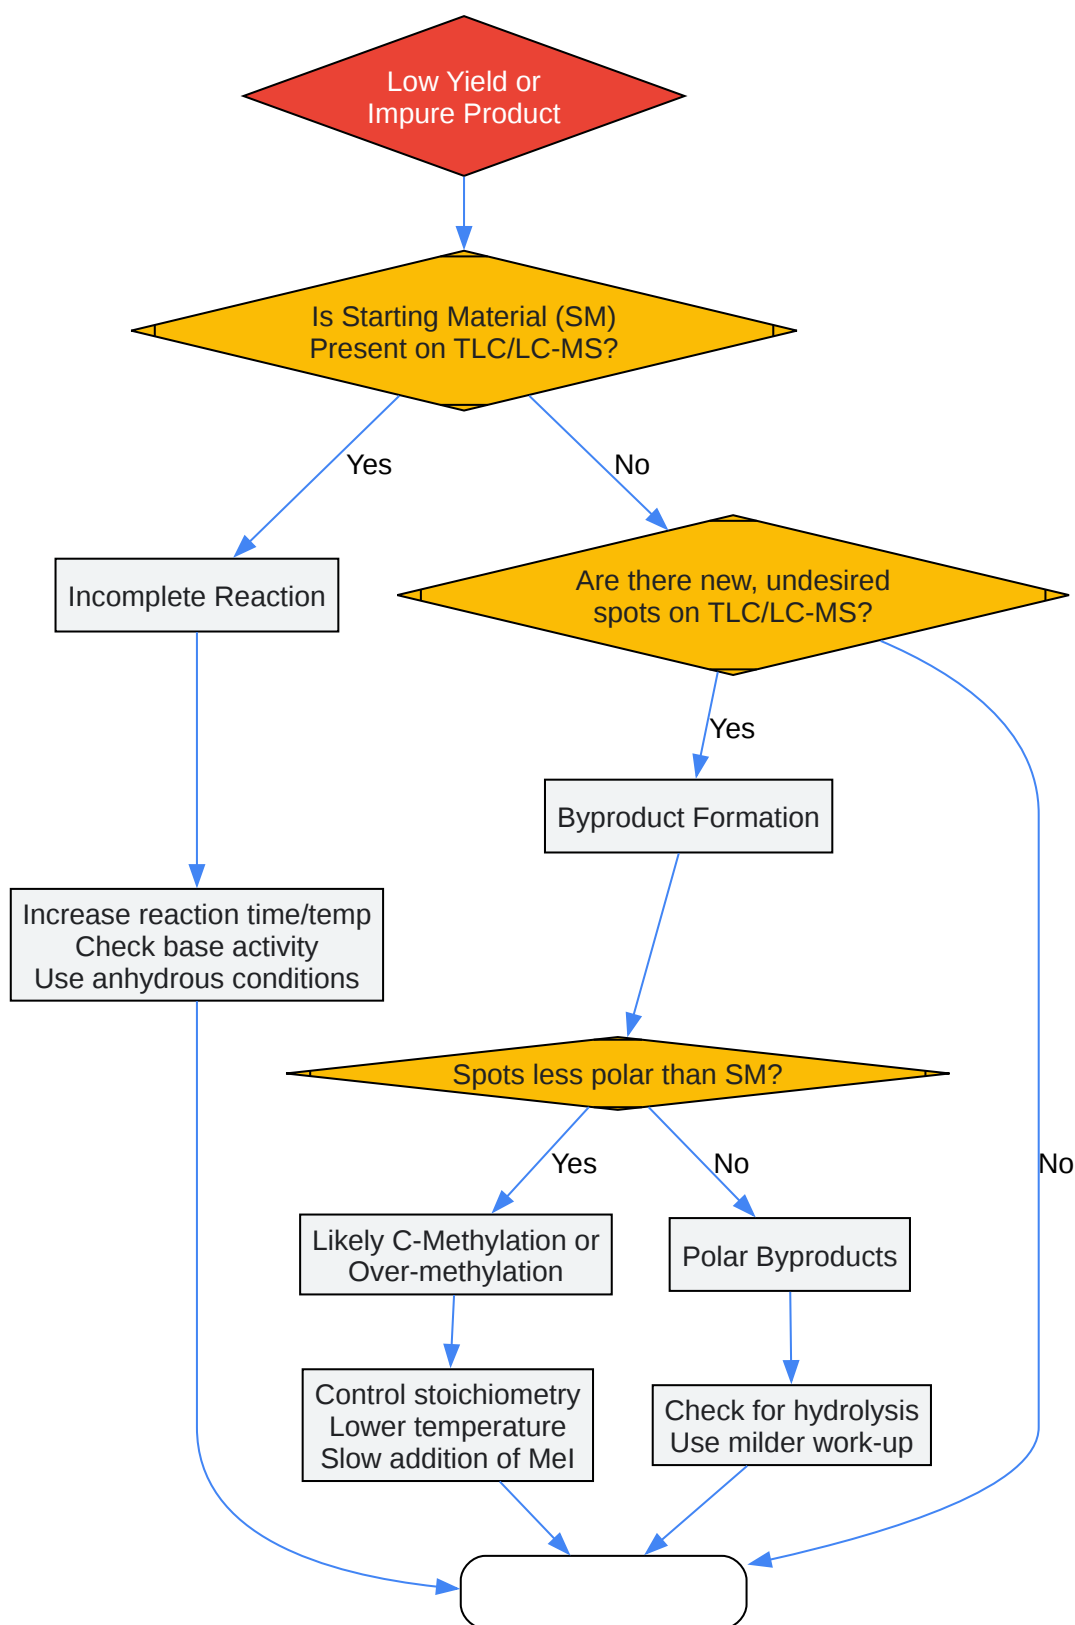 Low Yield or
Impure Product
Is Starting Material (SM)
Present on TLC/LC-MS?
Yes
No
Incomplete Reaction
Are there new, undesired
spots on TLC/LC-MS?
Yes
Byproduct Formation
Increase reaction time/temp
Check base activity
Use anhydrous conditions
Spots less polar than SM?
Yes
No
No
Likely C-Methylation or
Over-methylation
Polar Byproducts
Control stoichiometry
Lower temperature
Slow addition of MeI
Check for hydrolysis
Use milder work-up